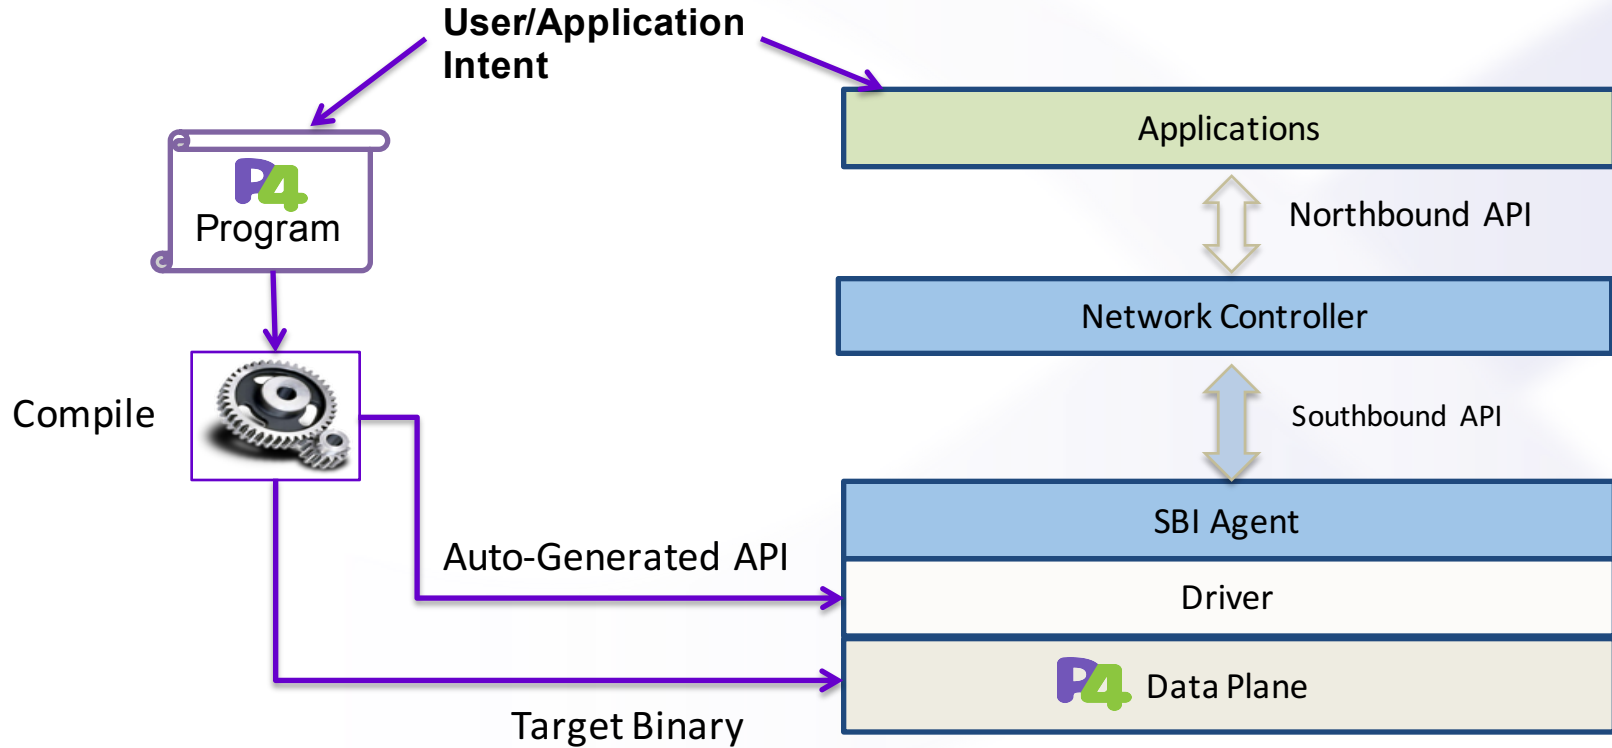 User/Application
Intent
P4
Program
Compile
Auto-Generated API
Target Binary
Applications
Northbound API
Network Controller
Southbound API
SBI Agent
Driver
P4 Data Plane